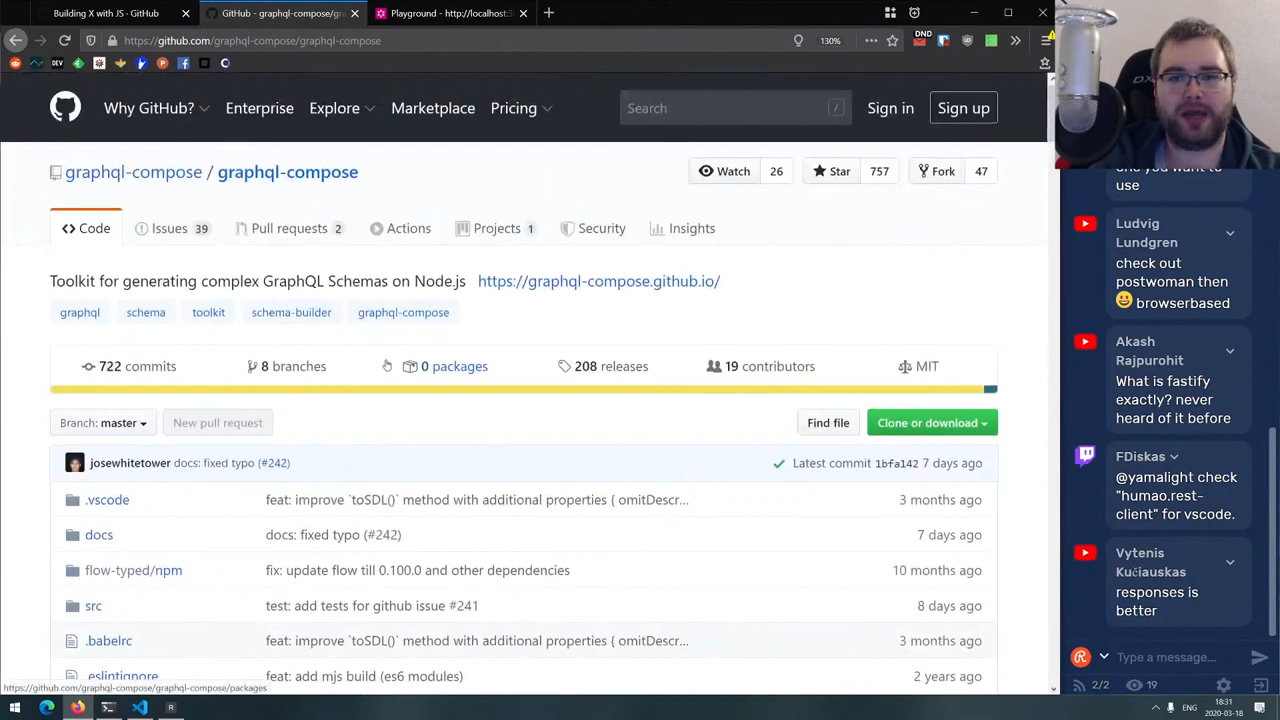 Building X with JS · GitHub
GitHub - graphql-compose/grap
Playground - http://localhost:3
https://github.com/graphql-compose/graphql-compose
130%
DND
DEV
Why GitHub?
Enterprise
Explore
Marketplace
Pricing
Search
/
Sign in
Sign up
graphql-compose / graphql-compose
Watch 26
Star 757
Fork 47
Code
Issues 39
Pull requests 2
Actions
Projects 1
Security
Insights
Toolkit for generating complex GraphQL Schemas on Node.js https://graphql-compose.github.io/
graphql
schema
toolkit
schema-builder
graphql-compose
722 commits
8 branches
0 packages
208 releases
19 contributors
MIT
Branch: master
New pull request
Find file
Clone or download
josewhitetower docs: fixed typo (#242)
Latest commit 1bfa142 7 days ago
.vscode
feat: improve `toSDL()` method with additional properties { omitDescr...
3 months ago
docs
docs: fixed typo (#242)
7 days ago
flow-typed/npm
fix: update flow till 0.100.0 and other dependencies
10 months ago
src
test: add tests for github issue #241
8 days ago
.babelrc
feat: improve `toSDL()` method with additional properties { omitDescr...
3 months ago
.eslintignore
feat: add mjs build (es6 modules)
2 years ago
https://github.com/graphql-compose/graphql-compose/packages
one you want to
use
Ludvig
Lundgren
check out
postwoman then
😀 browserbased
Akash
Rajpurohit
What is fastify
exactly? never
heard of it before
FDiskas
@yamalight check
"humao.rest-
client" for vscode.
Vytenis
Kučiauskas
responses is
better
Type a message...
2/2
19
ENG
18:31
2020-03-18